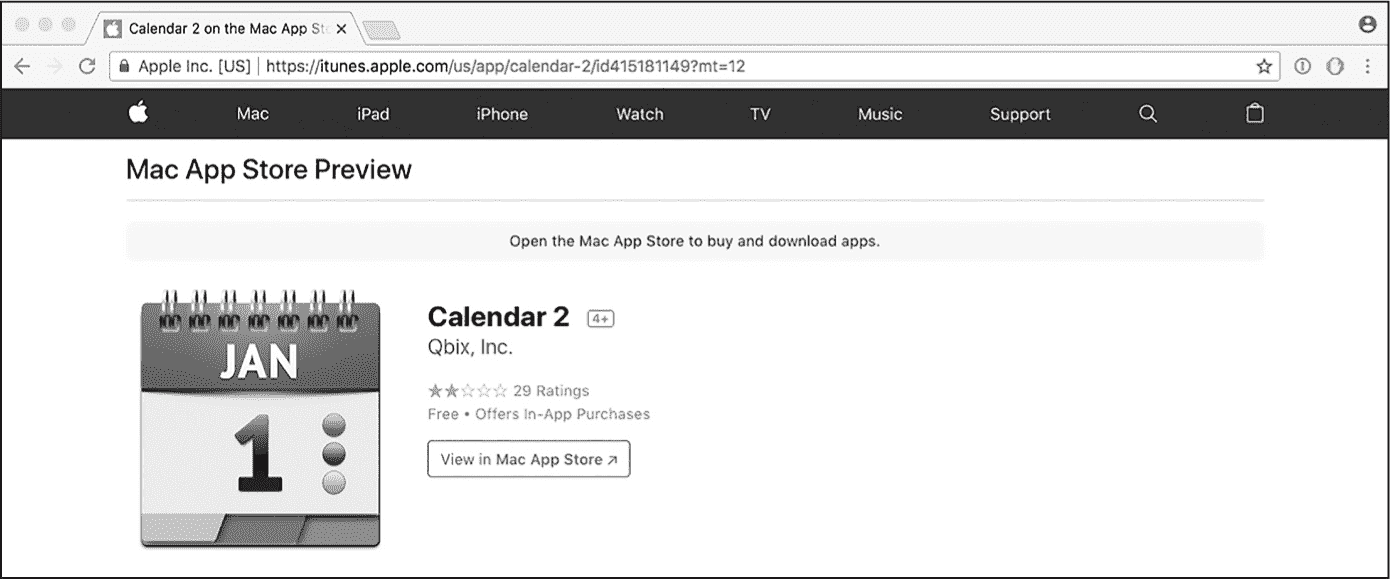 Calendar 2 on the Mac App Sto
Apple Inc. [US] | https://itunes.apple.com/us/app/calendar-2/id415181149?mt=12
Mac iPad iPhone Watch TV Music Support
Mac App Store Preview
Open the Mac App Store to buy and download apps.
JAN
1
Calendar 2 4+
Qbix, Inc.
29 Ratings
Free • Offers In-App Purchases
View in Mac App Store ↗